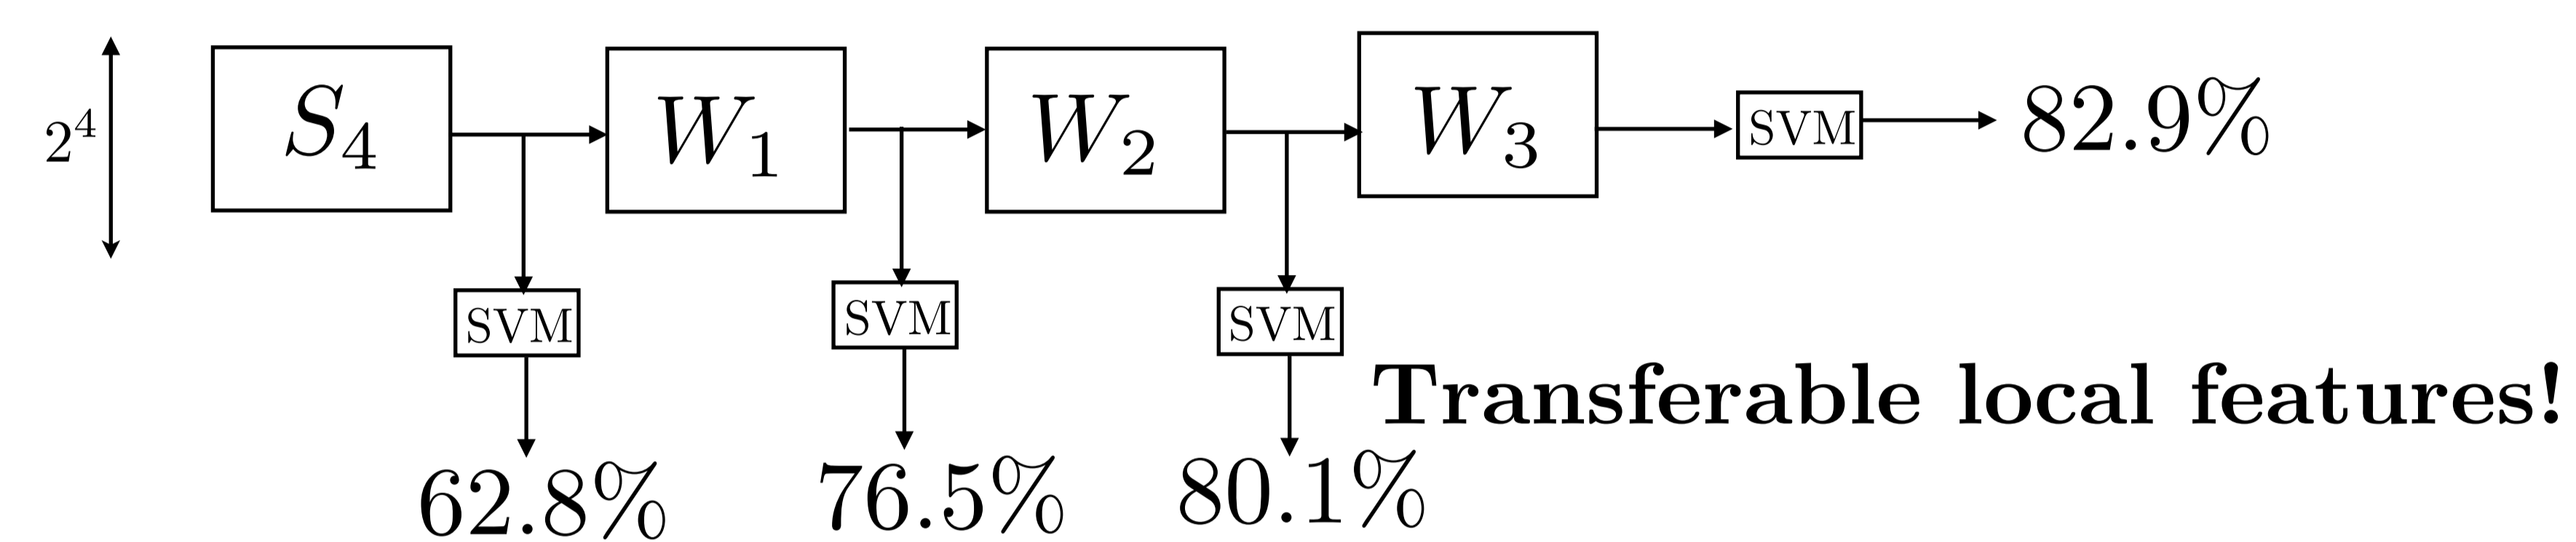 2^4
S_4
W_1
W_2
W_3
SVM
82.9%
SVM
SVM
SVM
Transferable local features!
62.8%
76.5%
80.1%